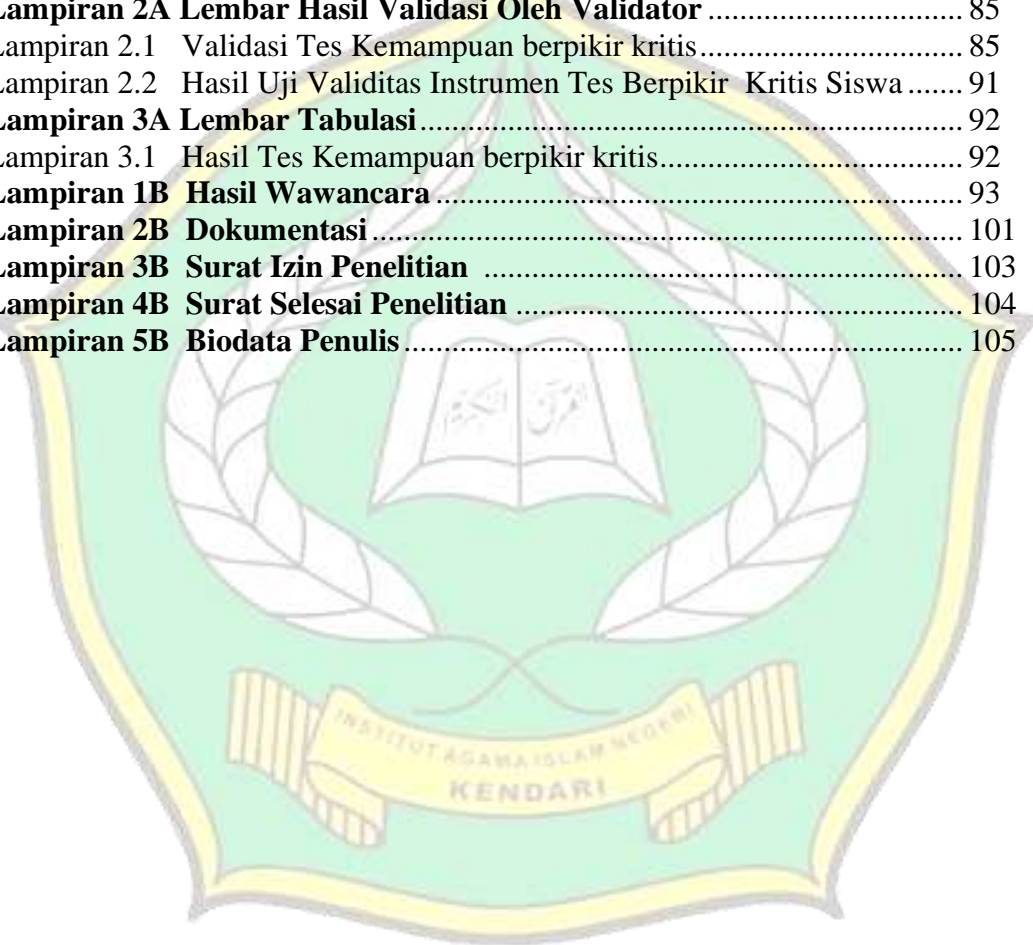 Lampiran 2A Lembar Hasil Validasi Oleh Validator ............................ 85
Lampiran 2.1 Validasi Tes Kemampuan berpikir kritis ............................ 85
Lampiran 2.2 Hasil Uji Validitas Instrumen Tes Berpikir Kritis Siswa ....... 91
Lampiran 3A Lembar Tabulasi ............................ 92
Lampiran 3.1 Hasil Tes Kemampuan berpikir kritis ............................ 92
Lampiran 1B Hasil Wawancara ............................ 93
Lampiran 2B Dokumentasi ............................ 101
Lampiran 3B Surat Izin Penelitian ............................ 103
Lampiran 4B Surat Selesai Penelitian ............................ 104
Lampiran 5B Biodata Penulis ............................ 105
INSTITUT AGAMA ISLAM NEGERI
KENDARI